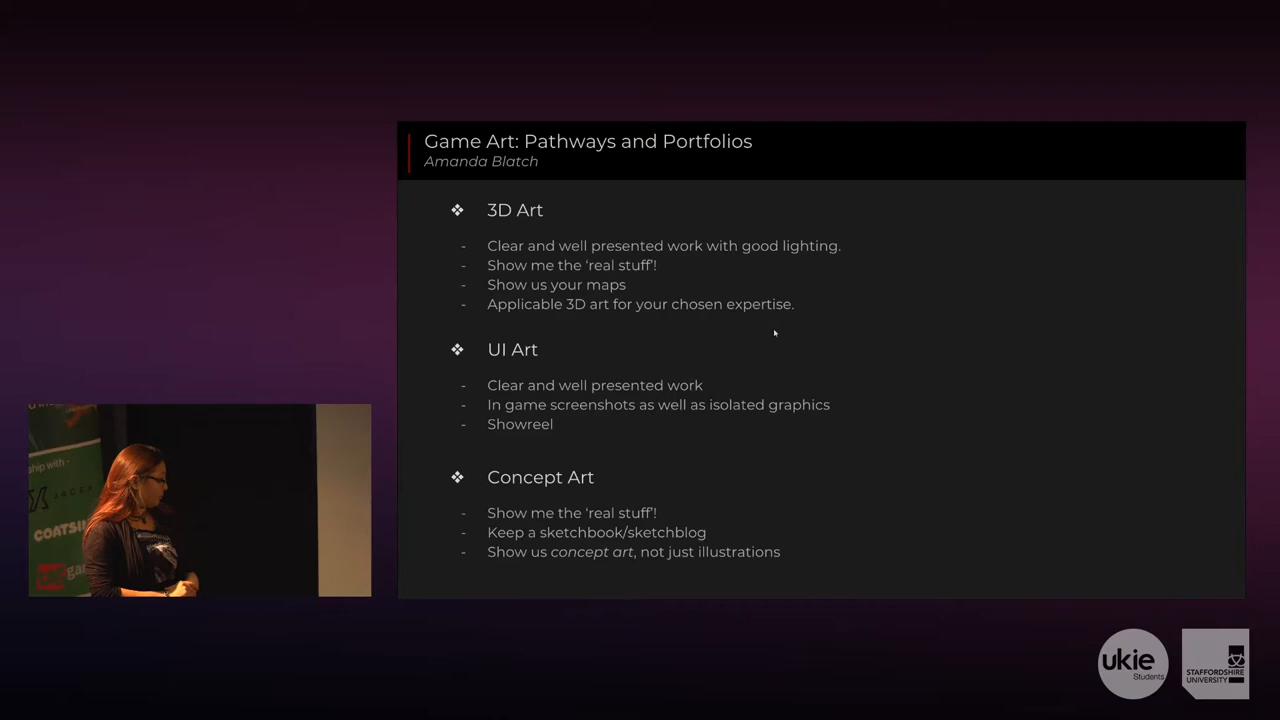 Game Art: Pathways and Portfolios
Amanda Blatch
❖ 3D Art
- Clear and well presented work with good lighting.
- Show me the ‘real stuff’!
- Show us your maps
- Applicable 3D art for your chosen expertise.
❖ UI Art
- Clear and well presented work
- In game screenshots as well as isolated graphics
- Showreel
❖ Concept Art
- Show me the ‘real stuff’!
- Keep a sketchbook/sketchblog
- Show us concept art, not just illustrations
ship with -
COATSIN
ukie
Students
STAFFORDSHIRE
UNIVERSITY